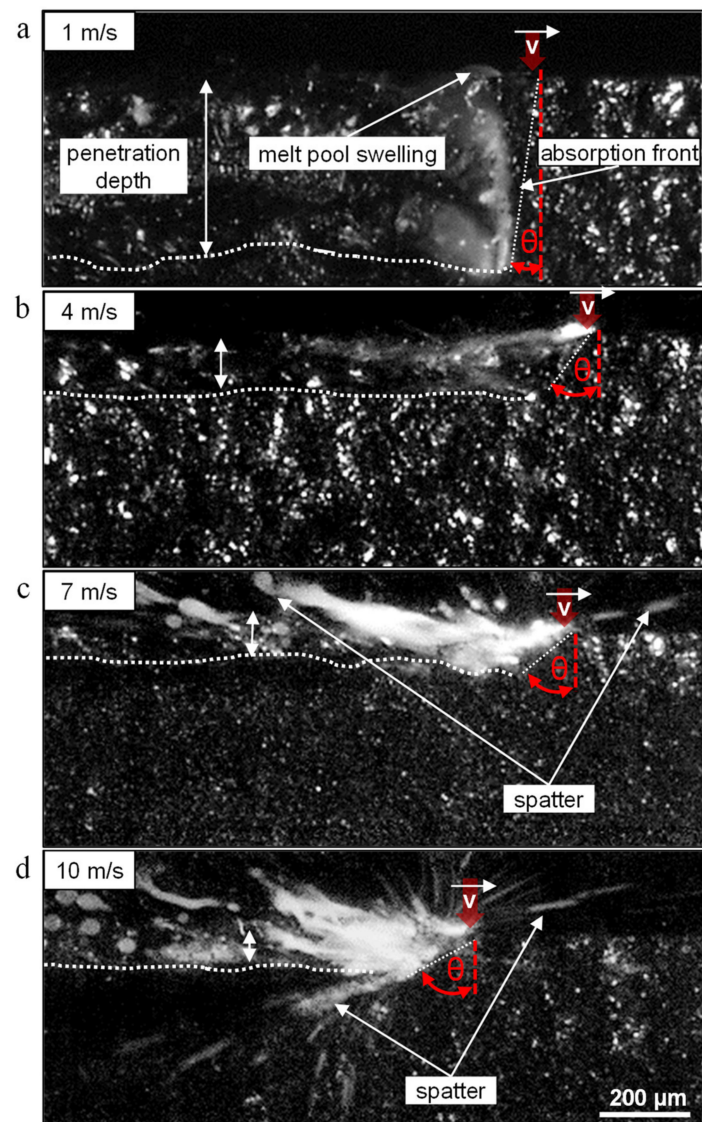 a
1 m/s
v
penetration
depth
melt pool swelling
absorption front
θ
b
4 m/s
v
θ
c
7 m/s
v
θ
spatter
d
10 m/s
v
θ
spatter
200 µm